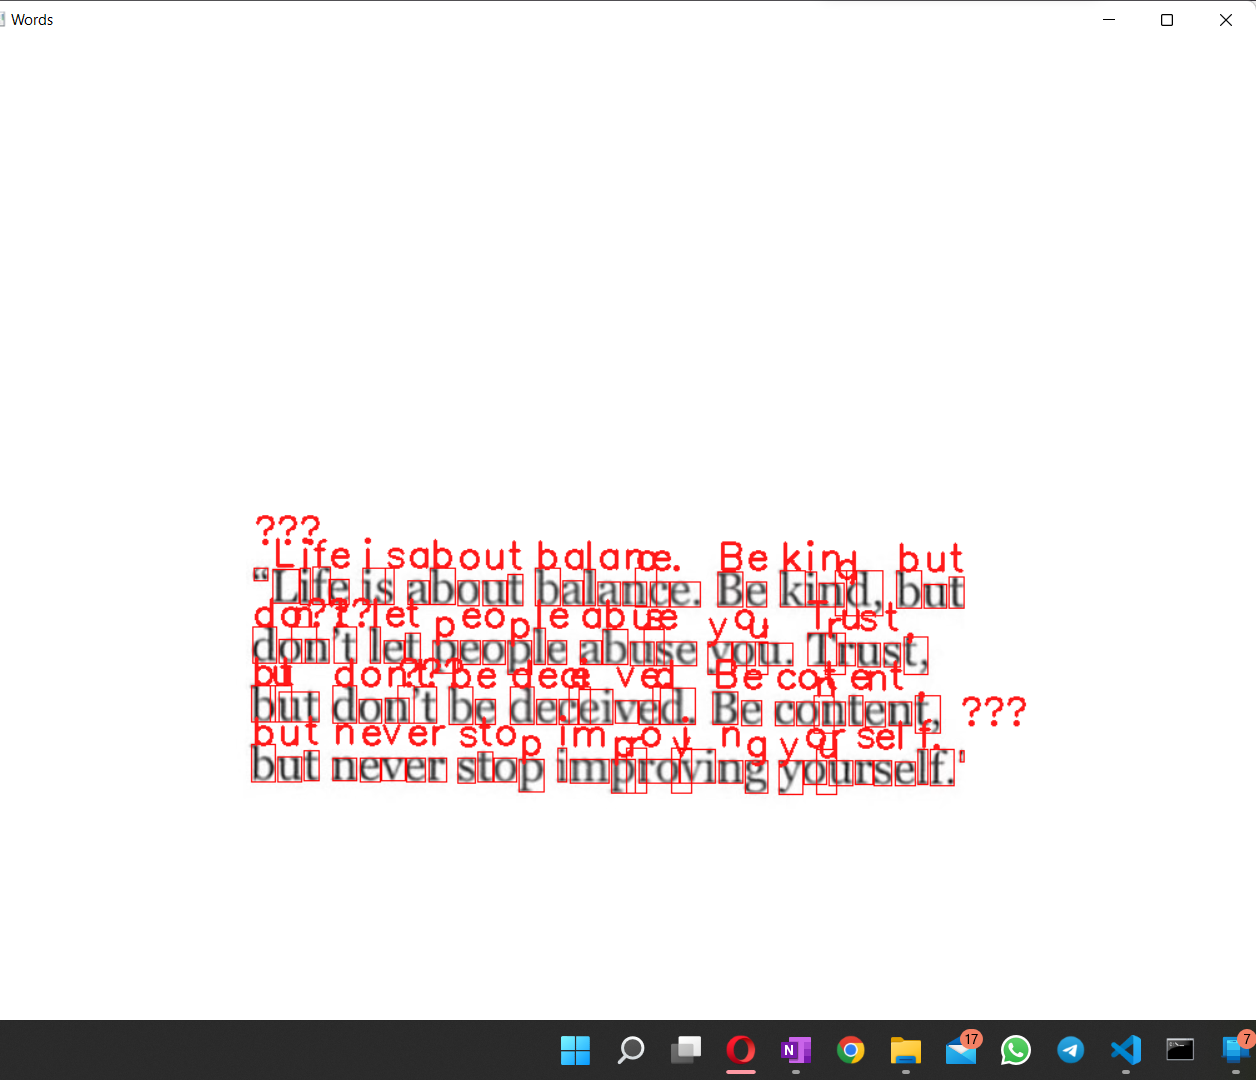 Words
???
Life is about balance. Be kind but
“Life is about balance. Be kind, but
don???t let people abuse you Trust,
don’t let people abuse you. Trust,
but don???t be deceived Be content,
but don’t be deceived. Be content, ???
but never stop improving yourself.
but never stop improving yourself.
17
7